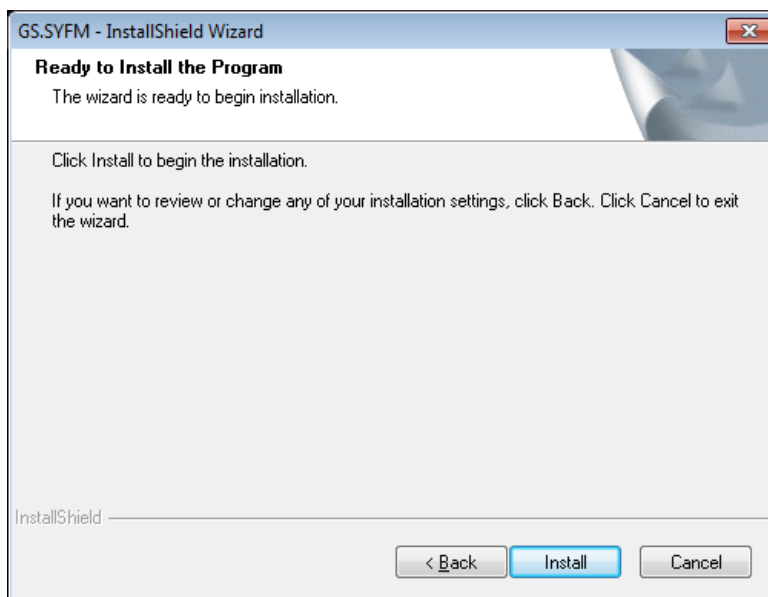 GS.SYFM - InstallShield Wizard
Ready to Install the Program
The wizard is ready to begin installation.
Click Install to begin the installation.
If you want to review or change any of your installation settings, click Back. Click Cancel to exit
the wizard.
InstallShield
< Back
Install
Cancel